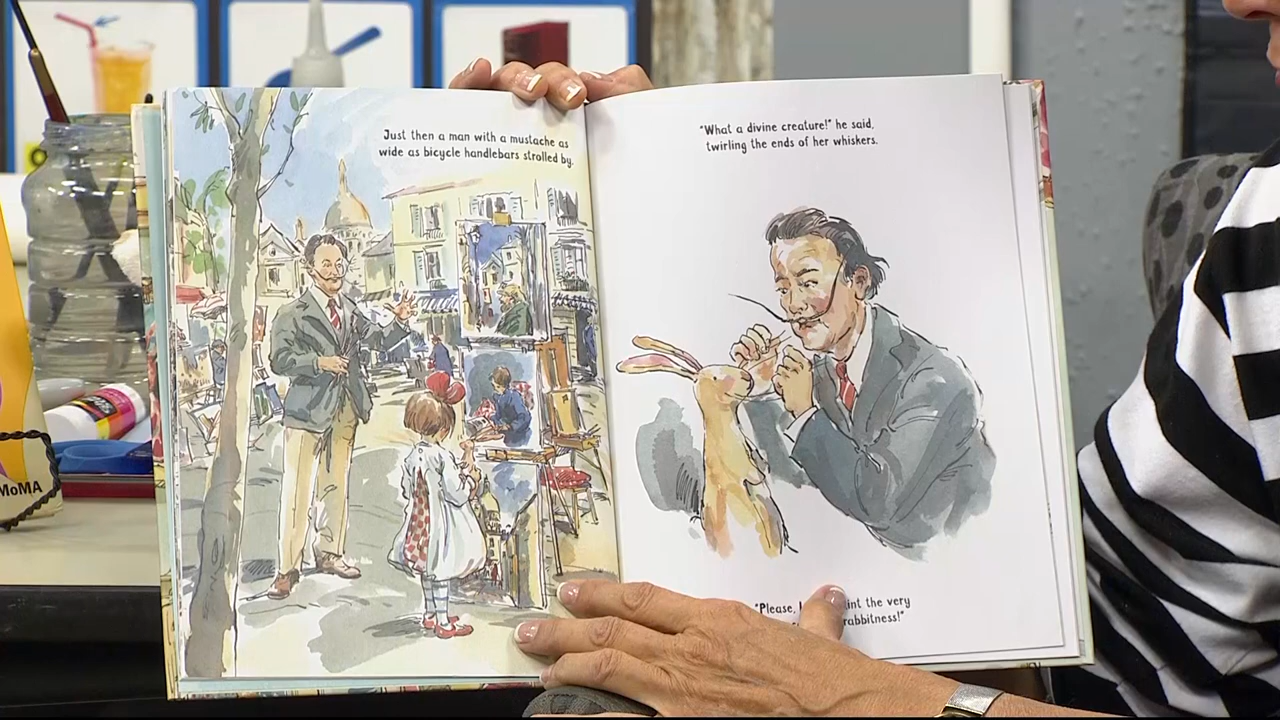 Just then a man with a mustache as
wide as bicycle handlebars strolled by.
"What a divine creature!" he said,
twirling the ends of her whiskers.
"Please, int the very
rabbitness!"
MoMA